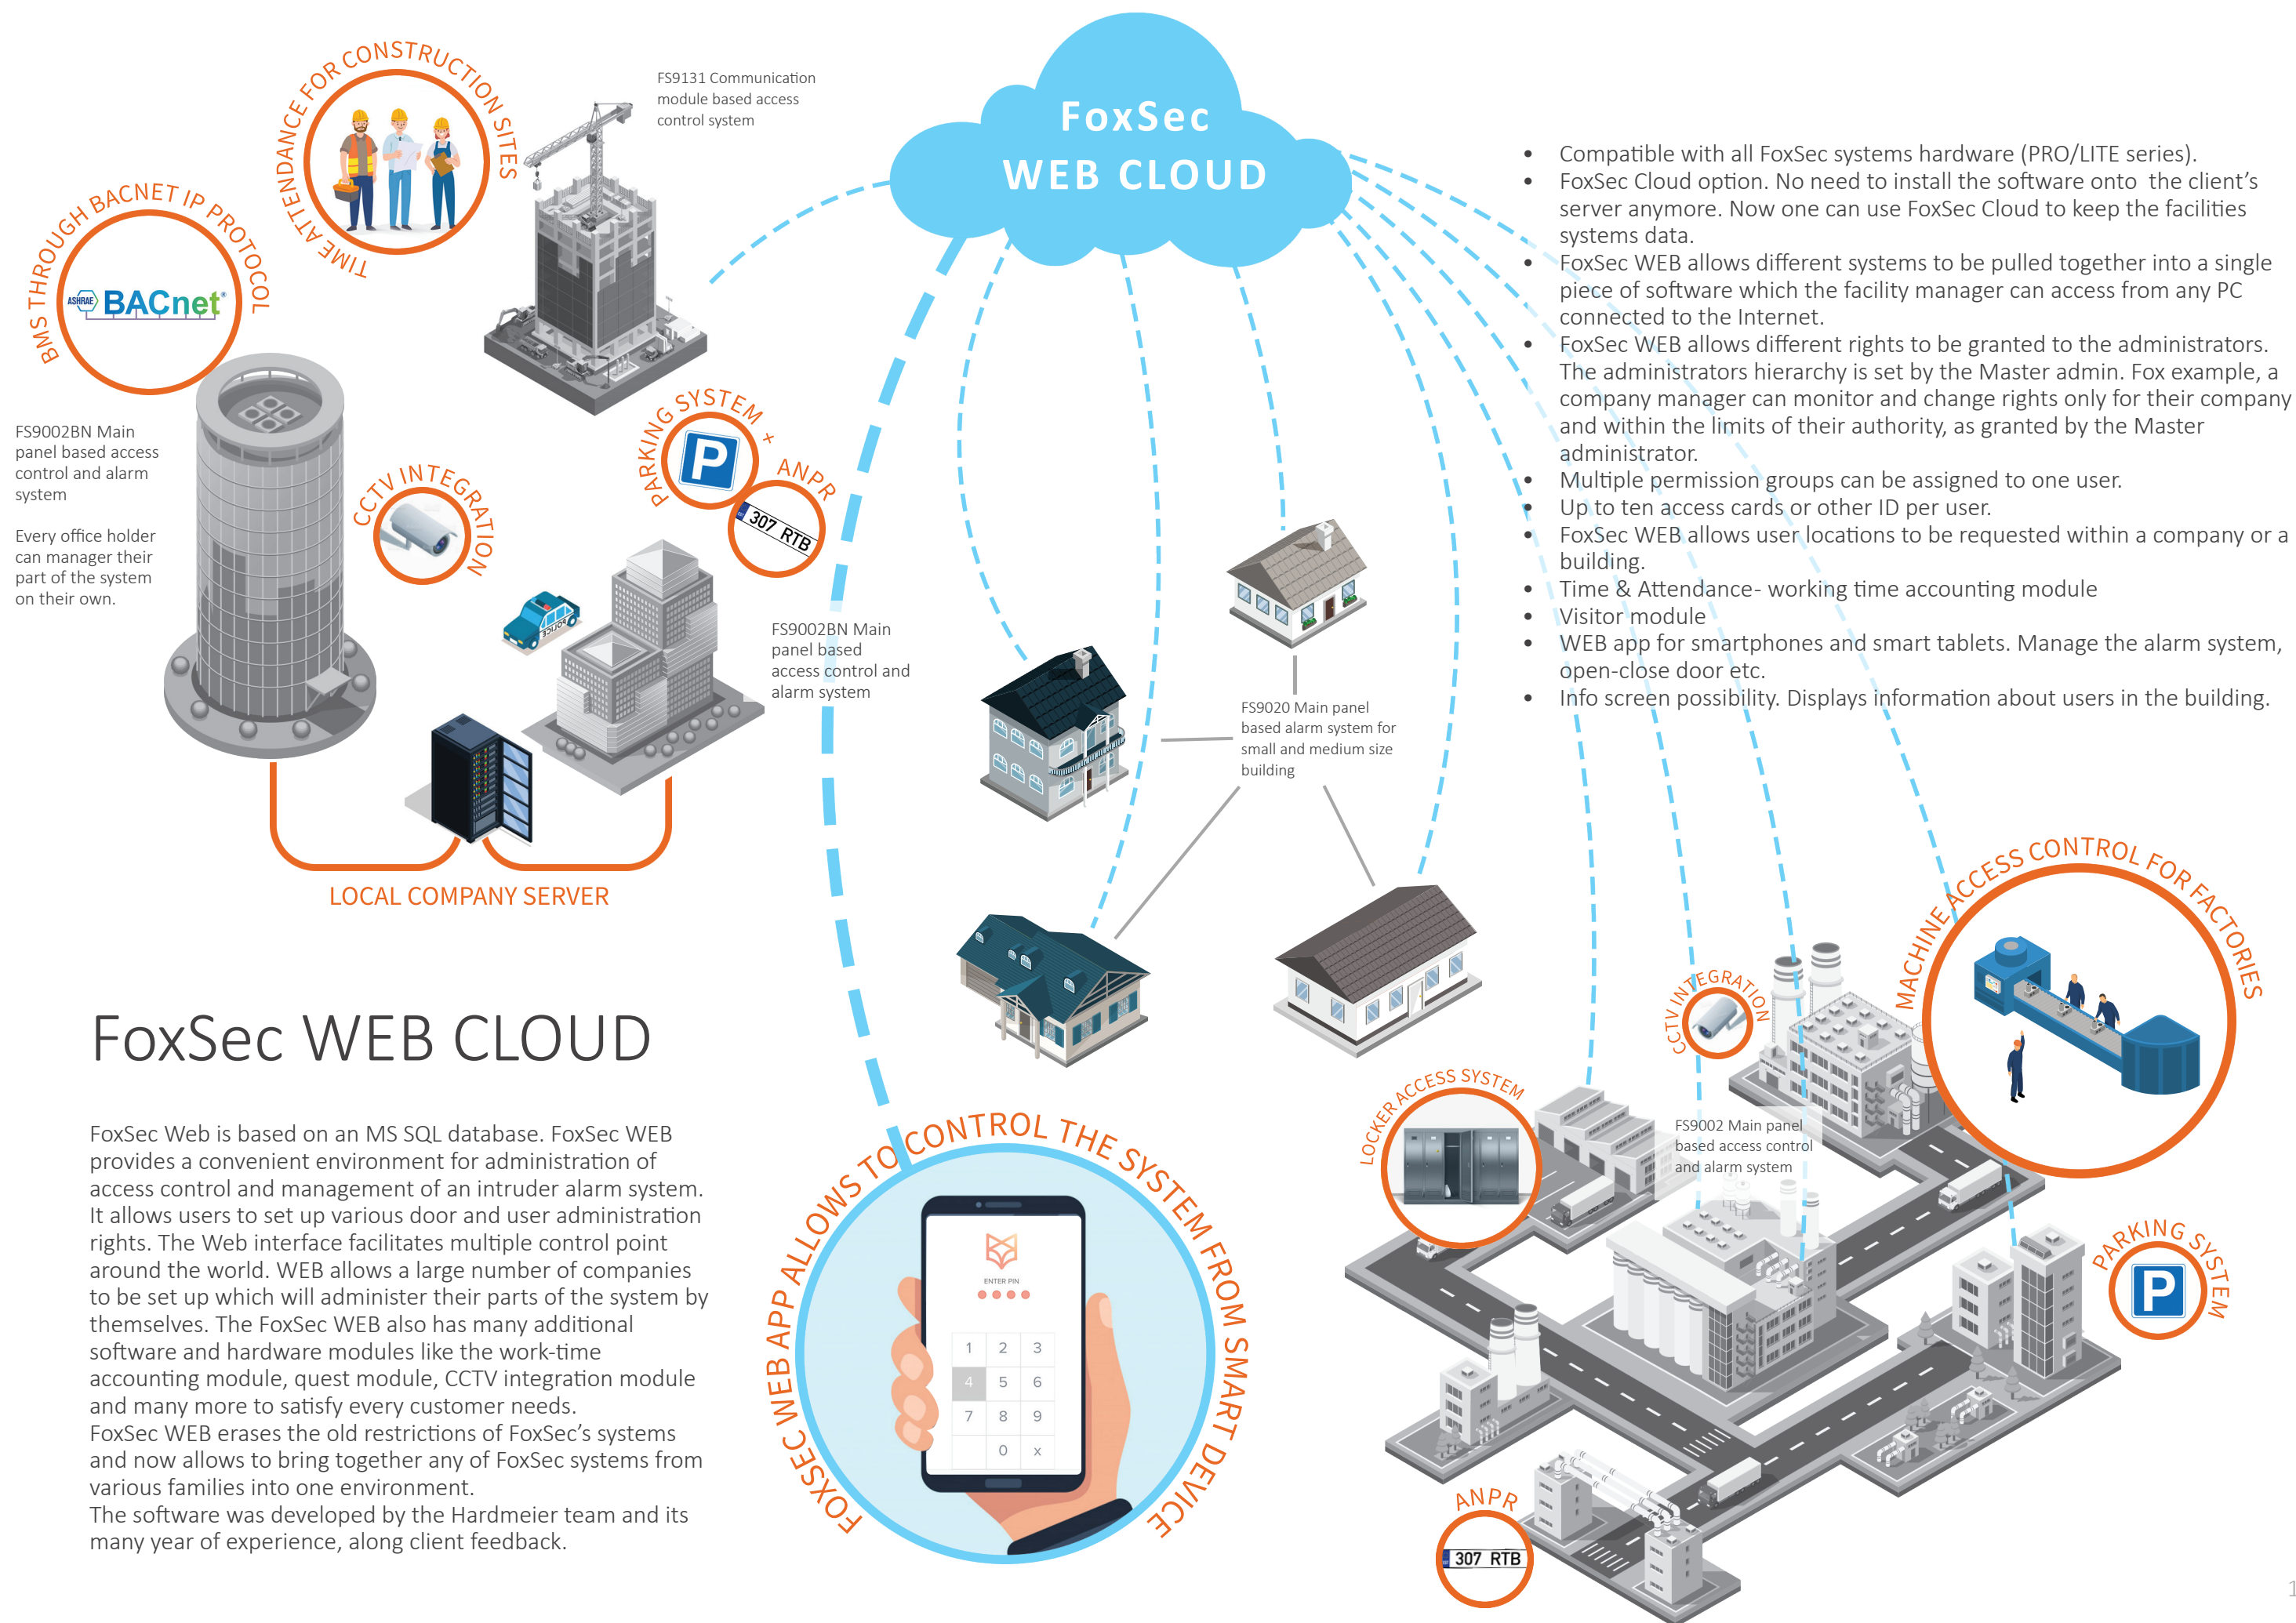 FoxSec
WEB CLOUD
TIME ATTENDANCE FOR CONSTRUCTION SITES
FS9131 Communication
module based access
control system
BMS THROUGH BACNET IP PROTOCOL
ASHRAE BACnet®
FS9002BN Main
panel based access
control and alarm
system
Every office holder
can manager their
part of the system
on their own.
CCTV INTEGRATION
PARKING SYSTEM + ANPR
P
307 RTB
POLICE
FS9002BN Main
panel based
access control and
alarm system
LOCAL COMPANY SERVER
FS9020 Main panel
based alarm system for
small and medium size
building
• Compatible with all FoxSec systems hardware (PRO/LITE series).
• FoxSec Cloud option. No need to install the software onto the client's
server anymore. Now one can use FoxSec Cloud to keep the facilities
systems data.
• FoxSec WEB allows different systems to be pulled together into a single
piece of software which the facility manager can access from any PC
connected to the Internet.
• FoxSec WEB allows different rights to be granted to the administrators.
The administrators hierarchy is set by the Master admin. Fox example, a
company manager can monitor and change rights only for their company
and within the limits of their authority, as granted by the Master
administrator.
• Multiple permission groups can be assigned to one user.
• Up to ten access cards or other ID per user.
• FoxSec WEB allows user locations to be requested within a company or a
building.
• Time & Attendance- working time accounting module
• Visitor module
• WEB app for smartphones and smart tablets. Manage the alarm system,
open-close door etc.
• Info screen possibility. Displays information about users in the building.
FoxSec WEB CLOUD
FoxSec Web is based on an MS SQL database. FoxSec WEB
provides a convenient environment for administration of
access control and management of an intruder alarm system.
It allows users to set up various door and user administration
rights. The Web interface facilitates multiple control point
around the world. WEB allows a large number of companies
to be set up which will administer their parts of the system by
themselves. The FoxSec WEB also has many additional
software and hardware modules like the work-time
accounting module, quest module, CCTV integration module
and many more to satisfy every customer needs.
FoxSec WEB erases the old restrictions of FoxSec's systems
and now allows to bring together any of FoxSec systems from
various families into one environment.
The software was developed by the Hardmeier team and its
many year of experience, along client feedback.
FOXSEC WEB APP ALLOWS TO CONTROL THE SYSTEM FROM SMART DEVICE
ENTER PIN
1 2 3
4 5 6
7 8 9
0 x
MACHINE ACCESS CONTROL FOR FACTORIES
CCTV INTEGRATION
LOCKER ACCESS SYSTEM
FS9002 Main panel
based access control
and alarm system
PARKING SYSTEM
P
ANPR
307 RTB
1